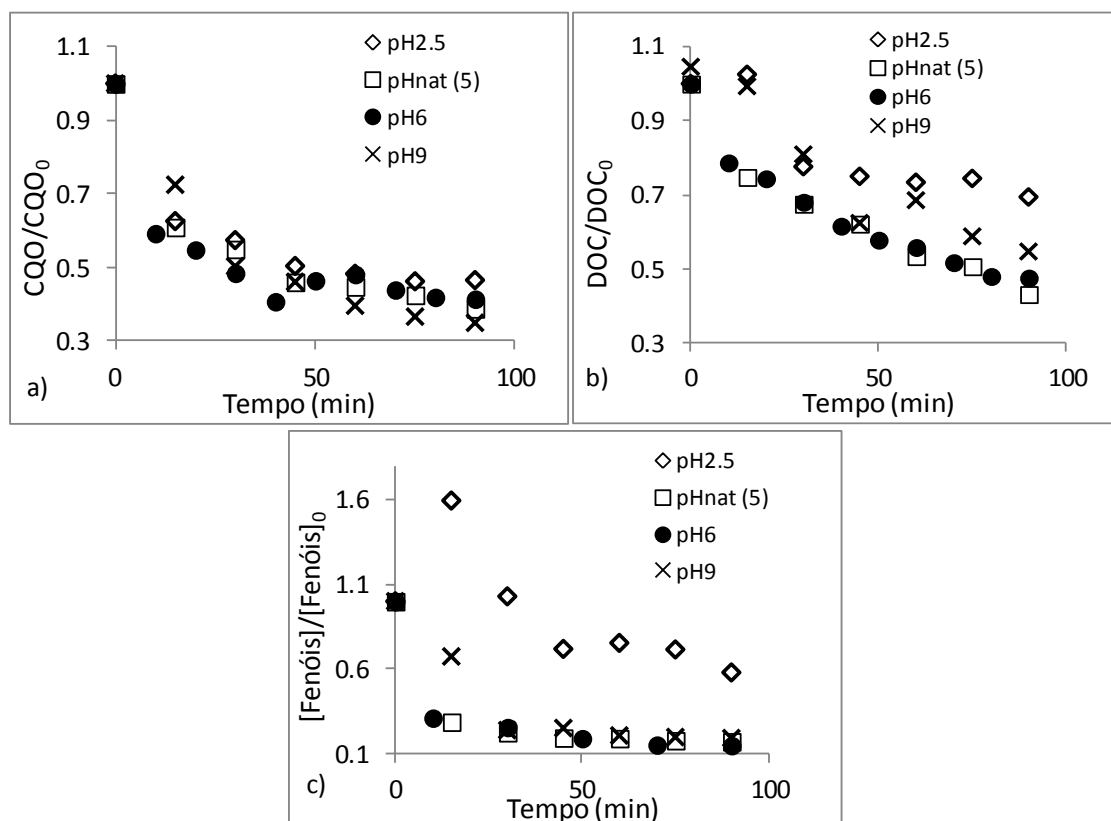 CQO/CQO₀
1.1
0.9
0.7
0.5
0.3
pH2.5
pHnat (5)
pH6
pH9
0
50
100
Tempo (min)
a)
DOC/DOC₀
1.1
0.9
0.7
0.5
0.3
pH2.5
pHnat (5)
pH6
pH9
0
50
100
Tempo (min)
b)
[Fenóis]/[Fenóis]₀
1.6
1.1
0.6
0.1
pH2.5
pHnat (5)
pH6
pH9
0
50
100
Tempo (min)
c)